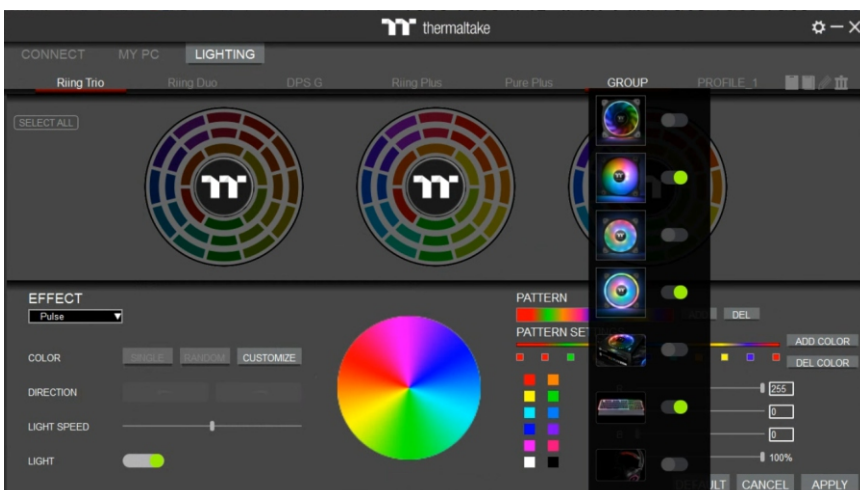 thermaltake
CONNECT MY PC LIGHTING
Riing Trio Riing Duo DPS G Riing Plus Pure Plus GROUP PROFILE_1
SELECT ALL
EFFECT
Pulse
COLOR SINGLE RANDOM CUSTOMIZE
DIRECTION
LIGHT SPEED
LIGHT
PATTERN
DEL
PATTERN SET
ADD COLOR
DEL COLOR
255
0
0
100%
CANCEL APPLY